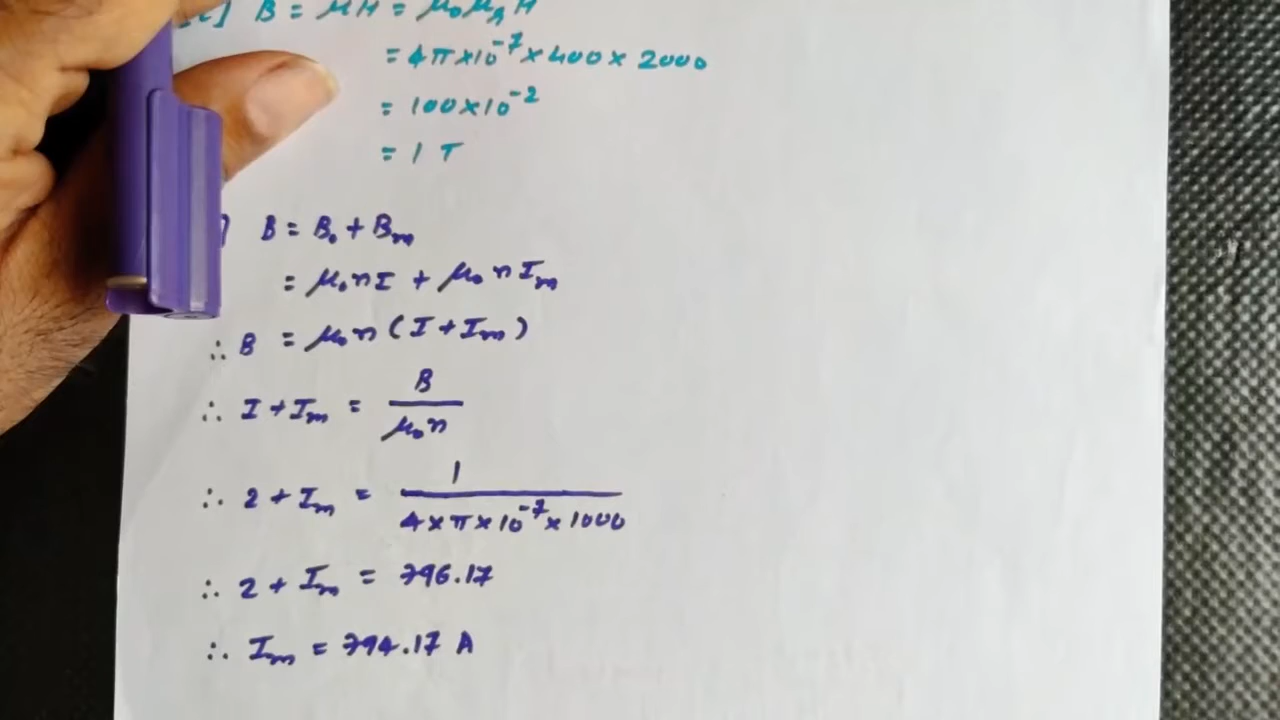 c] B = μH = μ₀μᵣH
= 4π×10⁻⁷×400×2000
= 100×10⁻²
= 1 T
] B = B₀ + Bₘ
= μ₀nI + μ₀nIₘ
∴ B = μ₀n(I+Iₘ)
∴ I+Iₘ = B/μ₀n
∴ 2+Iₘ = 1/4×π×10⁻⁷×1000
∴ 2+Iₘ = 796.17
∴ Iₘ = 794.17 A